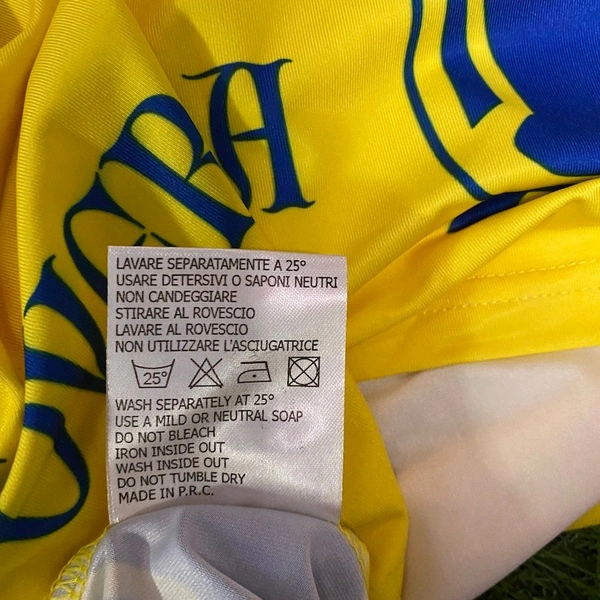 OVERA
LAVARE SEPARATAMENTE A 25°
USARE DETERSIVI O SAPONI NEUTRI
NON CANDEGGIARE
STIRARE AL ROVESCIO
LAVARE AL ROVESCIO
NON UTILIZZARE L'ASCIUGATRICE
25°
WASH SEPARATELY AT 25°
USE A MILD OR NEUTRAL SOAP
DO NOT BLEACH
IRON INSIDE OUT
WASH INSIDE OUT
DO NOT TUMBLE DRY
MADE IN P.R.C.